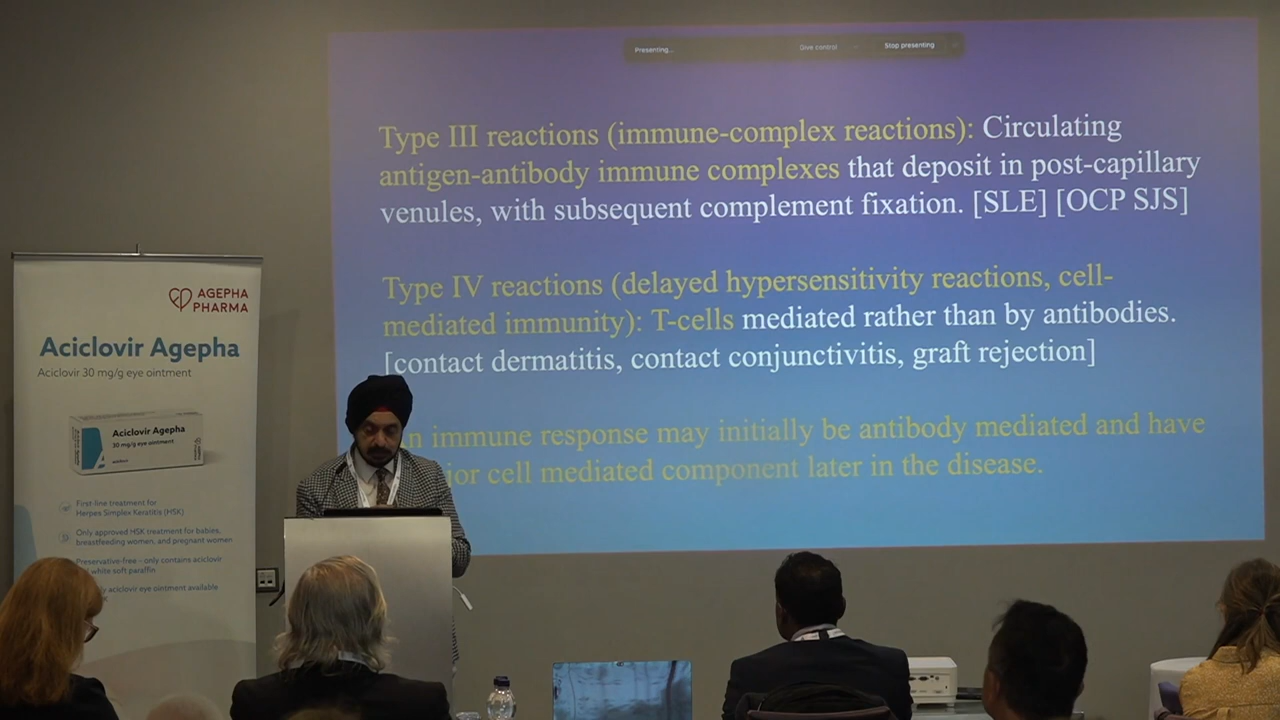 Presenting...
Give control
Stop presenting
Type III reactions (immune-complex reactions): Circulating
antigen-antibody immune complexes that deposit in post-capillary
venules, with subsequent complement fixation. [SLE] [OCP SJS]
Type IV reactions (delayed hypersensitivity reactions, cell-
mediated immunity): T-cells mediated rather than by antibodies.
[contact dermatitis, contact conjunctivitis, graft rejection]
immune response may initially be antibody mediated and have
cell mediated component later in the disease.
AGEPHA
PHARMA
Aciclovir Agepha
Aciclovir 30 mg/g eye ointment
Aciclovir Agepha
30 mg/g eye ointment
First-line treatment for
Herpes Simplex Keratitis (HSK)
Only approved HSK treatment for babies,
breastfeeding women, and pregnant women
Preservative-free - only contains aciclovir
white soft paraffin
aciclovir eye ointment available